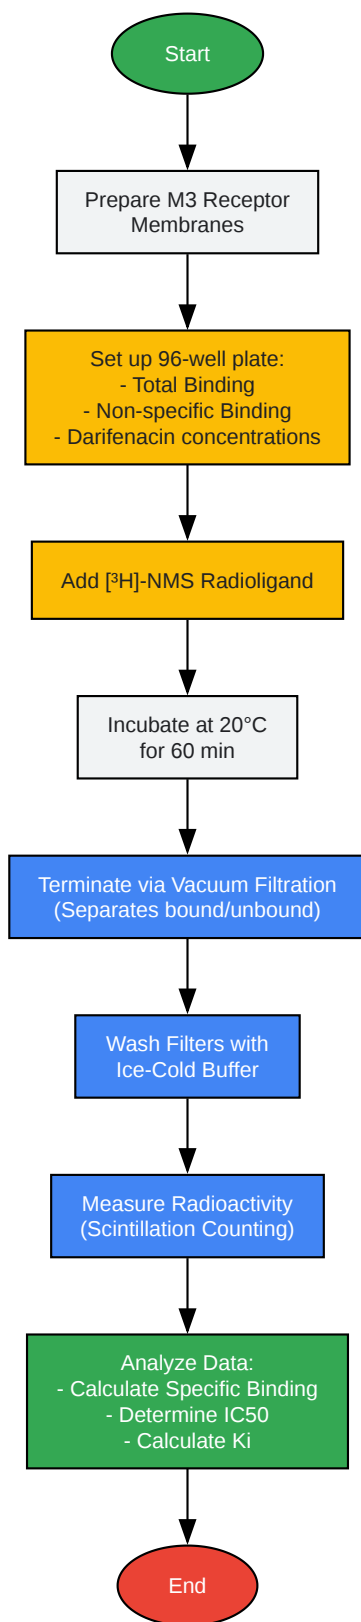 Start
Prepare M3 Receptor
Membranes
Set up 96-well plate:
- Total Binding
- Non-specific Binding
- Darifenacin concentrations
Add [³H]-NMS Radioligand
Incubate at 20°C
for 60 min
Terminate via Vacuum Filtration
(Separates bound/unbound)
Wash Filters with
Ice-Cold Buffer
Measure Radioactivity
(Scintillation Counting)
Analyze Data:
- Calculate Specific Binding
- Determine IC50
- Calculate Ki
End